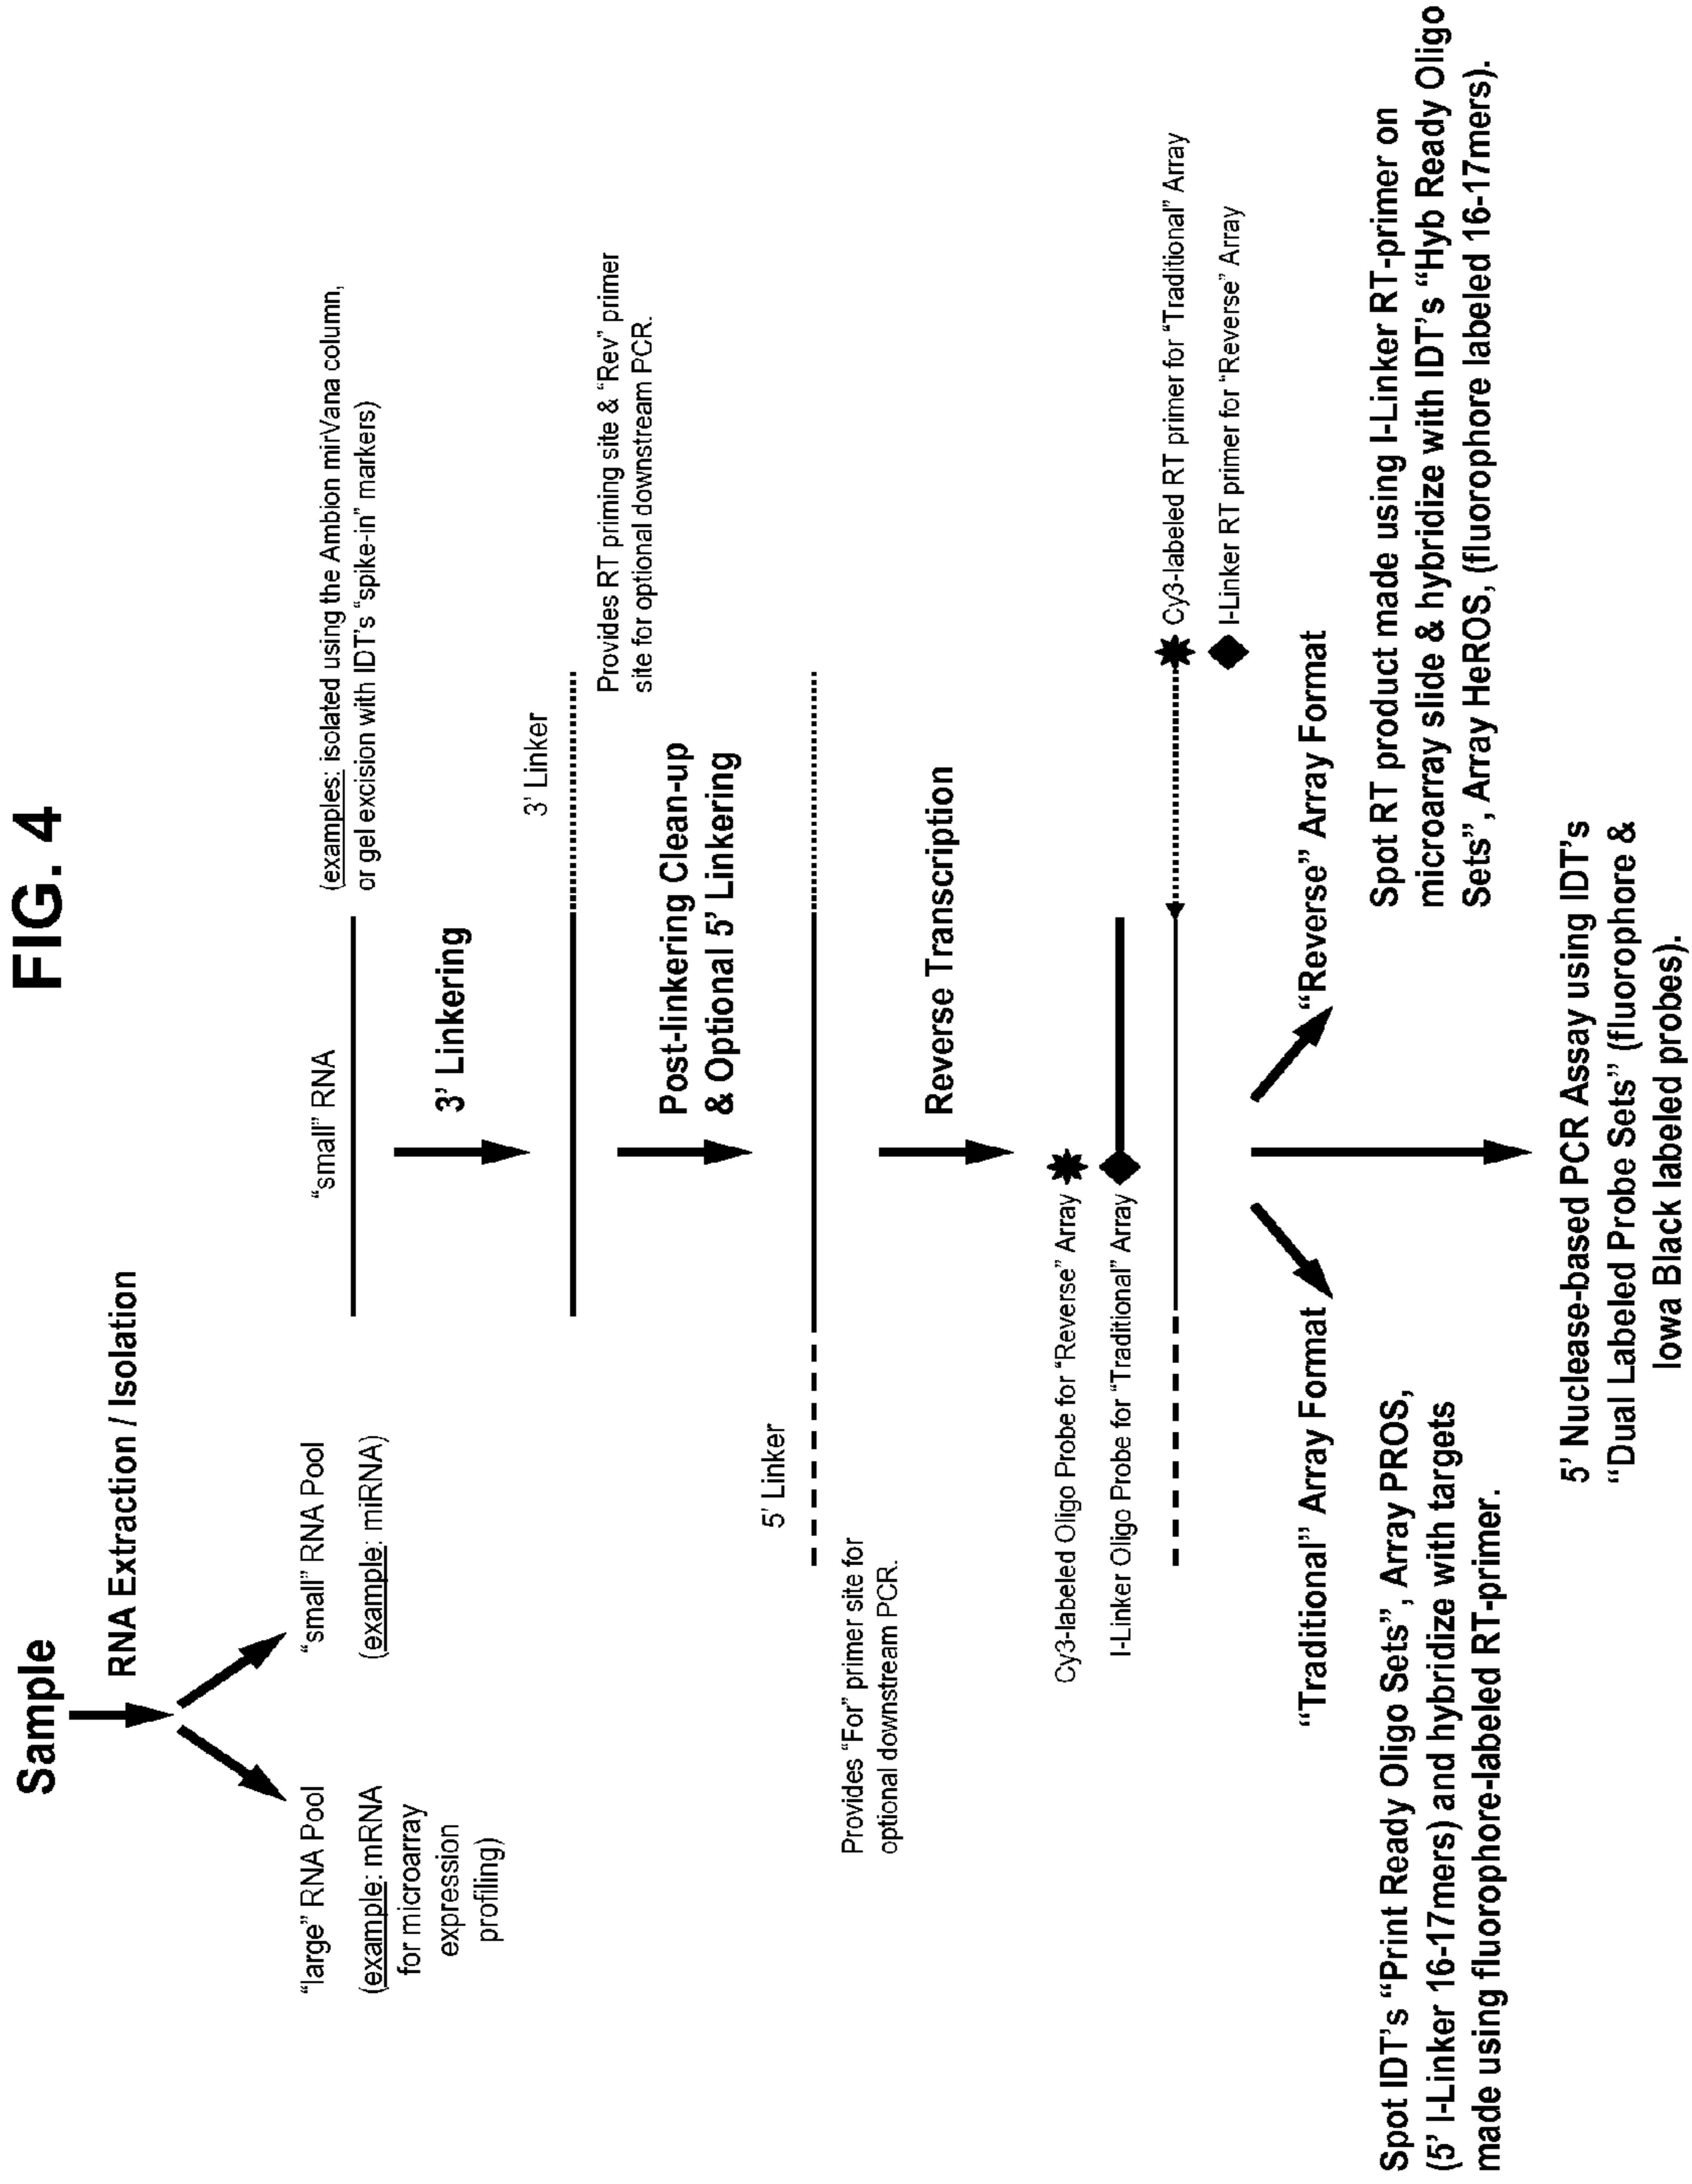 FIG. 4
Sample
RNA Extraction / Isolation
“large” RNA Pool
(example: mRNA
for microarray
expression
profiling)
“small” RNA Pool
(example: miRNA)
“small” RNA
(examples: isolated using the Ambion mirVana column,
or gel excision with IDT’s “spike-in” markers)
3’ Linkering
3’ Linker
Provides RT priming site & “Rev” primer
site for optional downstream PCR.
Post-linkering Clean-up
& Optional 5’ Linkering
5’ Linker
Provides “For” primer site for
optional downstream PCR.
Reverse Transcription
Cy3-labeled Oligo Probe for “Reverse” Array
I-Linker Oligo Probe for “Traditional” Array
Cy3-labeled RT primer for “Traditional” Array
I-Linker RT primer for “Reverse” Array
“Traditional” Array Format
Spot IDT’s “Print Ready Oligo Sets”, Array PROS,
(5’ I-Linker 16-17mers) and hybridize with targets
made using fluorophore-labeled RT-primer.
“Reverse” Array Format
Spot RT product made using I-Linker RT-primer on
microarray slide & hybridize with IDT’s “Hyb Ready Oligo
Sets”, Array HeROS, (fluorophore labeled 16-17mers).
5’ Nuclease-based PCR Assay using IDT’s
“Dual Labeled Probe Sets” (fluorophore &
Iowa Black labeled probes).